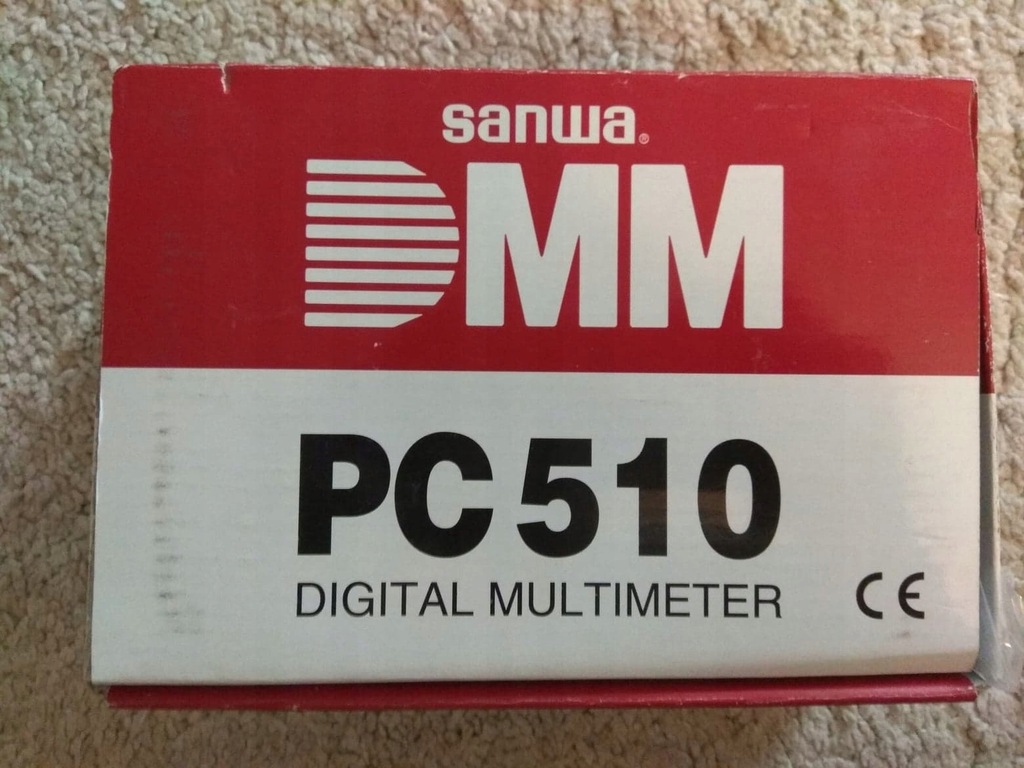 sanwa®
DMM
PC510
DIGITAL MULTIMETER
CE